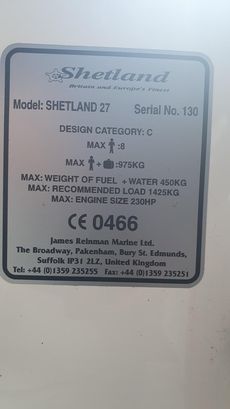 Shetland
Britain and Europe's Finest
Model: SHETLAND 27 Serial No. 130
DESIGN CATEGORY: C
MAX :8
MAX + :975KG
MAX: WEIGHT OF FUEL + WATER 450KG
MAX: RECOMMENDED LOAD 1425KG
MAX: ENGINE SIZE 230HP
CE 0466
James Reinman Marine Ltd.
The Broadway, Pakenham, Bury St. Edmunds,
Suffolk IP31 2LZ, United Kingdom
Tel: +44 (0)1359 235255 Fax: +44 (0)1359 235251